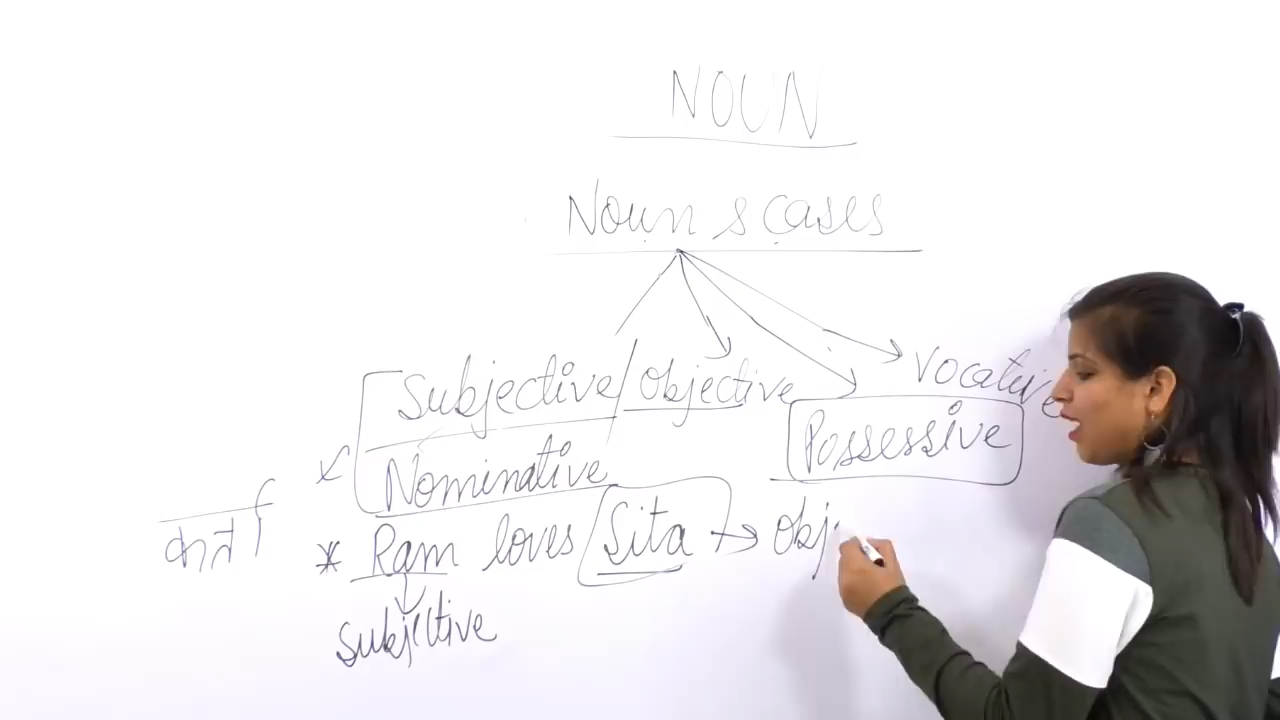 NOUN
Noun s cases
Subjective/ objective Vocative
Nominative Possessive
कर्ता * Ram loves Sita → obj
subjective